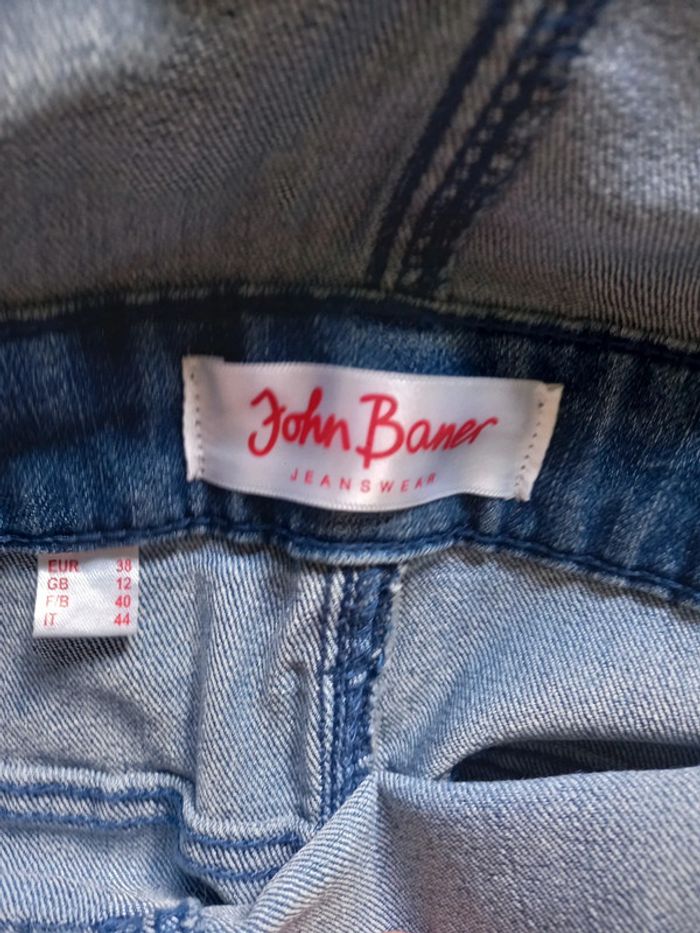 John Baner
JEANSWEAR
EUR 38
GB 12
F/B 40
IT 44